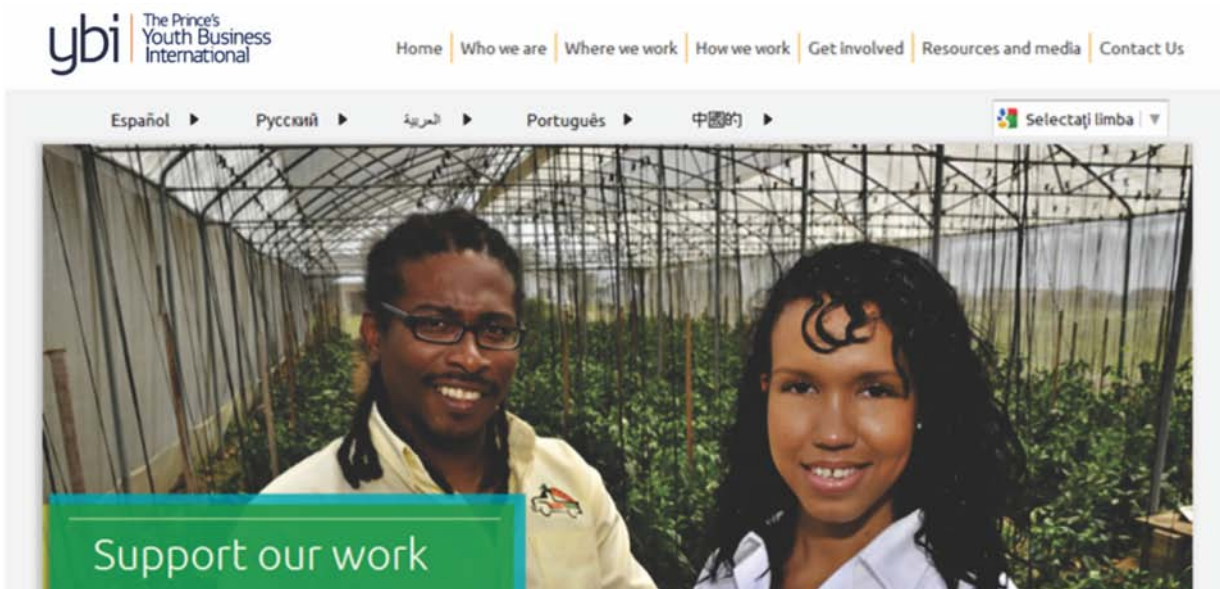 ybi
The Prince's
Youth Business
International
Home Who we are Where we work How we work Get involved Resources and media Contact Us
Español Русский العربية Português 中國的 Selectaţi limba
Support our work